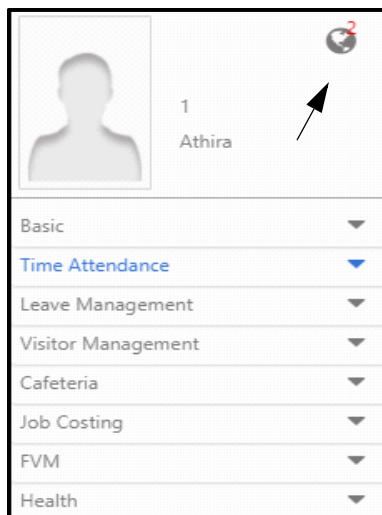 2
1
Athira
Basic
Time Attendance
Leave Management
Visitor Management
Cafeteria
Job Costing
FVM
Health